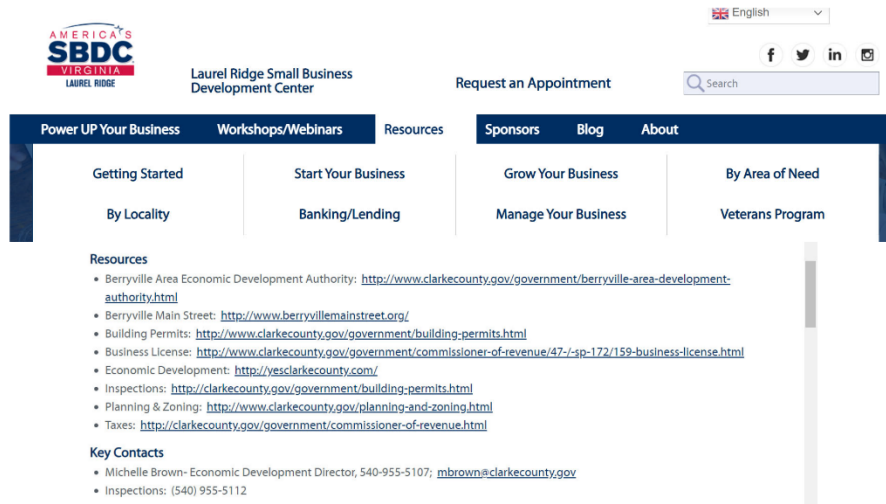 English
AMERICA'S
SBDC
VIRGINIA
LAUREL RIDGE
Laurel Ridge Small Business
Development Center
Request an Appointment
Search
Power UP Your Business Workshops/Webinars Resources Sponsors Blog About
Getting Started Start Your Business Grow Your Business By Area of Need
By Locality Banking/Lending Manage Your Business Veterans Program
Resources
• Berryville Area Economic Development Authority: http://www.clarkecounty.gov/government/berryville-area-development-
authority.html
• Berryville Main Street: http://www.berryvillemainstreet.org/
• Building Permits: http://www.clarkecounty.gov/government/building-permits.html
• Business License: http://www.clarkecounty.gov/government/commissioner-of-revenue/47-/-sp-172/159-business-license.html
• Economic Development: http://yesclarkecounty.com/
• Inspections: http://clarkecounty.gov/government/building-permits.html
• Planning & Zoning: http://www.clarkecounty.gov/planning-and-zoning.html
• Taxes: http://clarkecounty.gov/government/commissioner-of-revenue.html
Key Contacts
• Michelle Brown- Economic Development Director, 540-955-5107; mbrown@clarkecounty.gov
• Inspections: (540) 955-5112